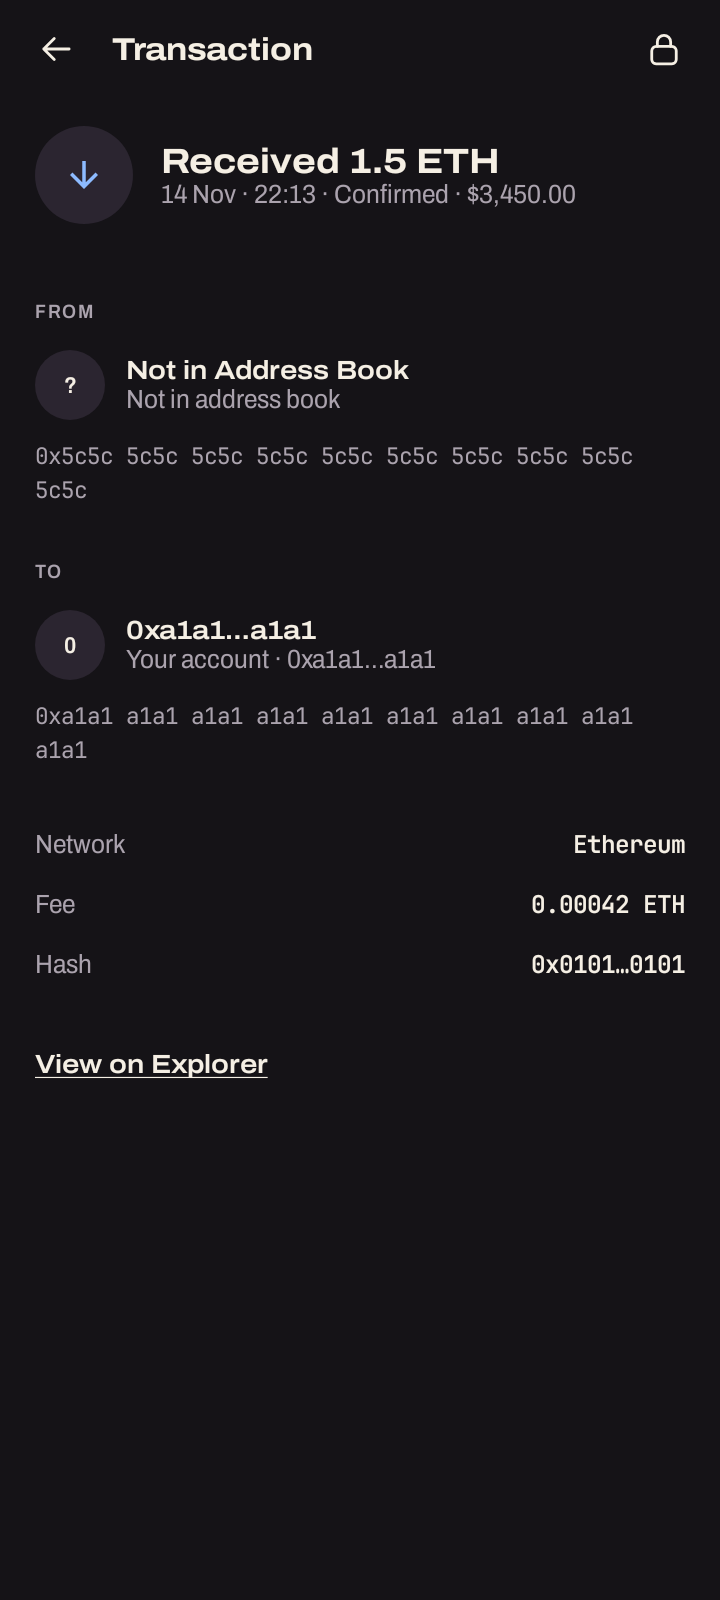 Transaction
Received 1.5 ETH
14 Nov · 22:13 · Confirmed · $3,450.00
FROM
?
Not in Address Book
Not in address book
0x5c5c 5c5c 5c5c 5c5c 5c5c 5c5c 5c5c 5c5c 5c5c
5c5c
TO
0
0xa1a1…a1a1
Your account · 0xa1a1…a1a1
0xa1a1 a1a1 a1a1 a1a1 a1a1 a1a1 a1a1 a1a1 a1a1
a1a1
Network Ethereum
Fee 0.00042 ETH
Hash 0x0101…0101
View on Explorer